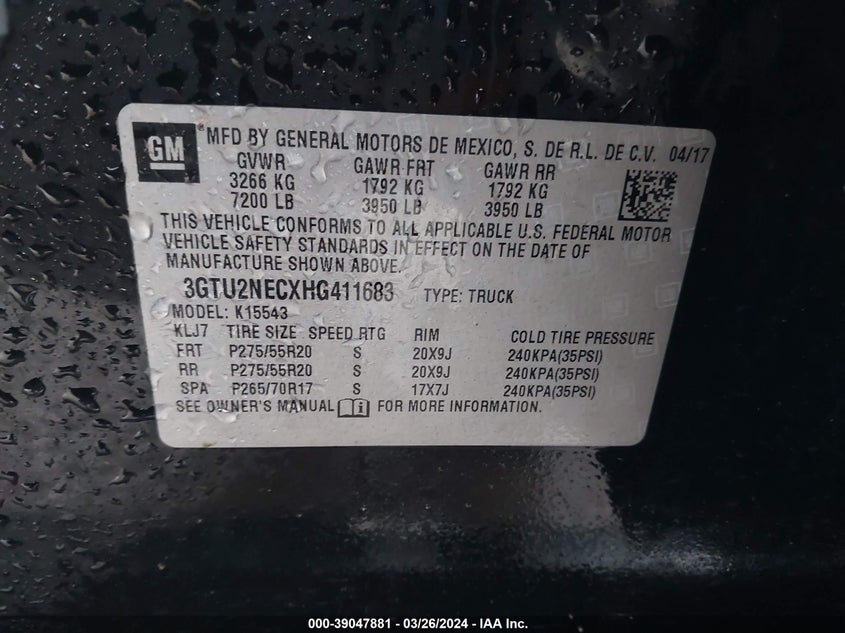 GM
® MFD BY GENERAL MOTORS DE MEXICO, S. DE R.L. DE C.V. 04/17
GVWR GAWR FRT GAWR RR
3266 KG 1792 KG 1792 KG
7200 LB 3950 LB 3950 LB
THIS VEHICLE CONFORMS TO ALL APPLICABLE U.S. FEDERAL MOTOR
VEHICLE SAFETY STANDARDS IN EFFECT ON THE DATE OF
MANUFACTURE SHOWN ABOVE.
3GTU2NECXHG411683 TYPE: TRUCK
MODEL: K15543
KLJ7 TIRE SIZE SPEED RTG RIM COLD TIRE PRESSURE
FRT P275/55R20 S 20X9J 240KPA(35PSI)
RR P275/55R20 S 20X9J 240KPA(35PSI)
SPA P265/70R17 S 17X7J 240KPA(35PSI)
SEE OWNER'S MANUAL i FOR MORE INFORMATION.
000-39047881 - 03/26/2024 - IAA Inc.